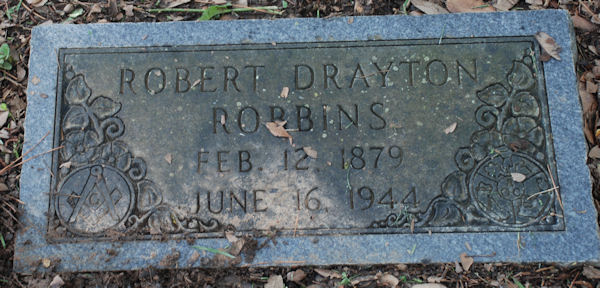 ROBERT DRAYTON
ROBBINS
FEB. 12, 1879
JUNE 16, 1944
G